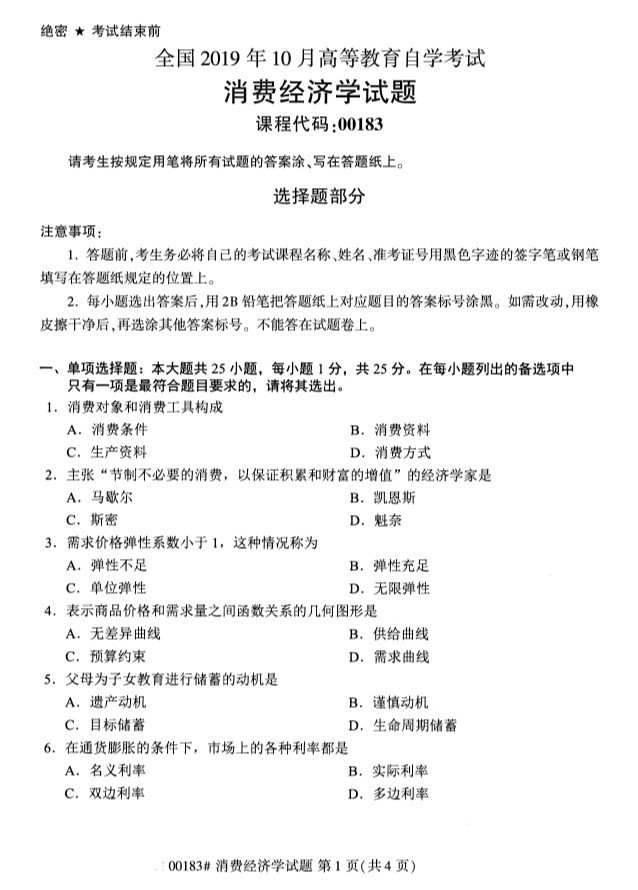 绝密 ★ 考试结束前
全国 2019 年 10 月高等教育自学考试
消费经济学试题
课程代码:00183
请考生按规定用笔将所有试题的答案涂、写在答题纸上。
选择题部分
注意事项:
1. 答题前,考生务必将自己的考试课程名称、姓名、准考证号用黑色字迹的签字笔或钢笔
填写在答题纸规定的位置上。
2. 每小题选出答案后,用 2B 铅笔把答题纸上对应题目的答案标号涂黑。如需改动,用橡
皮擦干净后,再选涂其他答案标号。不能答在试题卷上。
一、单项选择题：本大题共 25 小题，每小题 1 分，共 25 分。在每小题列出的备选项中
只有一项是最符合题目要求的，请将其选出。
1．消费对象和消费工具构成
A．消费条件 B．消费资料
C．生产资料 D．消费方式
2．主张“节制不必要的消费，以保证积累和财富的增值”的经济学家是
A．马歇尔 B．凯恩斯
C．斯密 D．魁奈
3．需求价格弹性系数小于 1，这种情况称为
A．弹性不足 B．弹性充足
C．单位弹性 D．无限弹性
4．表示商品价格和需求量之间函数关系的几何图形是
A．无差异曲线 B．供给曲线
C．预算约束 D．需求曲线
5．父母为子女教育进行储蓄的动机是
A．遗产动机 B．谨慎动机
C．目标储蓄 D．生命周期储蓄
6．在通货膨胀的条件下，市场上的各种利率都是
A．名义利率 B．实际利率
C．双边利率 D．多边利率
00183# 消费经济学试题 第 1 页(共 4 页)